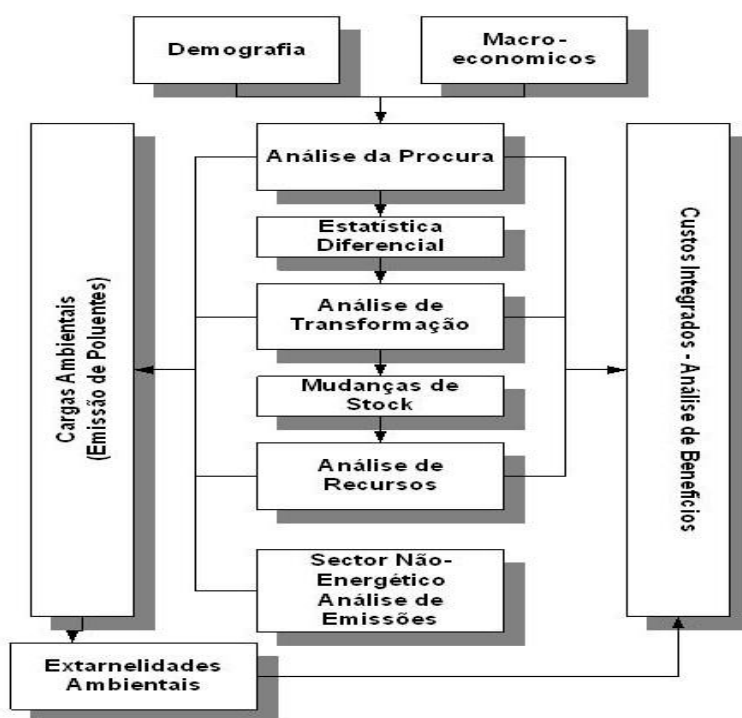 Demografia
Macro-
economicos
Análise da Procura
Estatística
Diferencial
Análise de
Transformação
Mudanças de
Stock
Análise de
Recursos
Sector Não-
Energético
Análise de
Emissões
Cargas Ambientais
(Emissão de Poluentes)
Custos Integrados - Análise de Benefícios
Extarnelidades
Ambientais